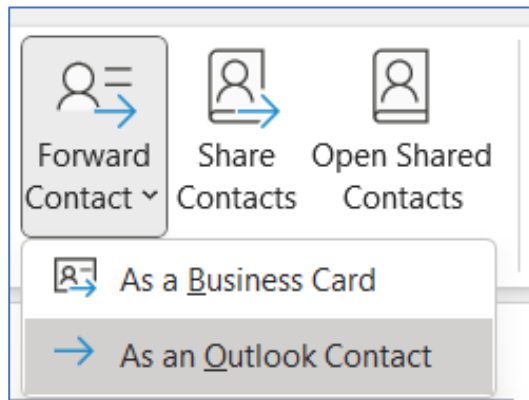 Forward Share Open Shared
Contact Contacts Contacts
As a Business Card
As an Outlook Contact